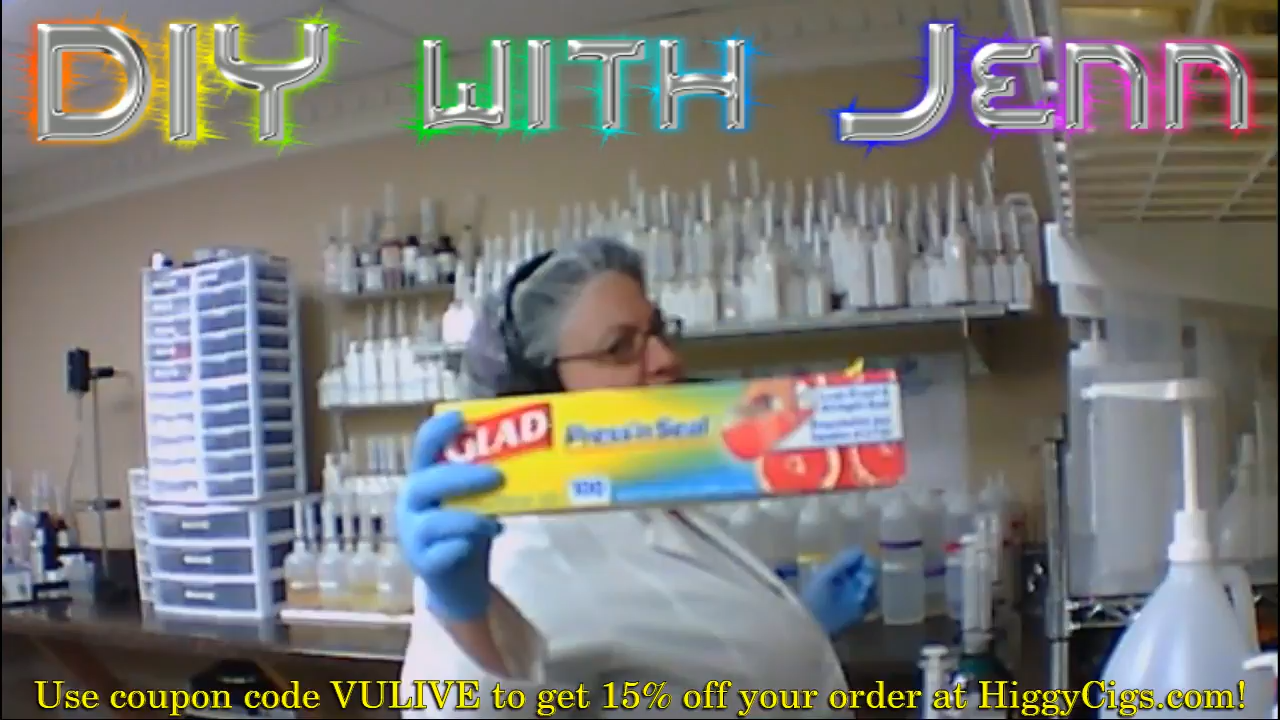 DIY WITH JENN
GLAD
Press'n Seal
100
Use coupon code VULIVE to get 15% off your order at HiggyCigs.com!